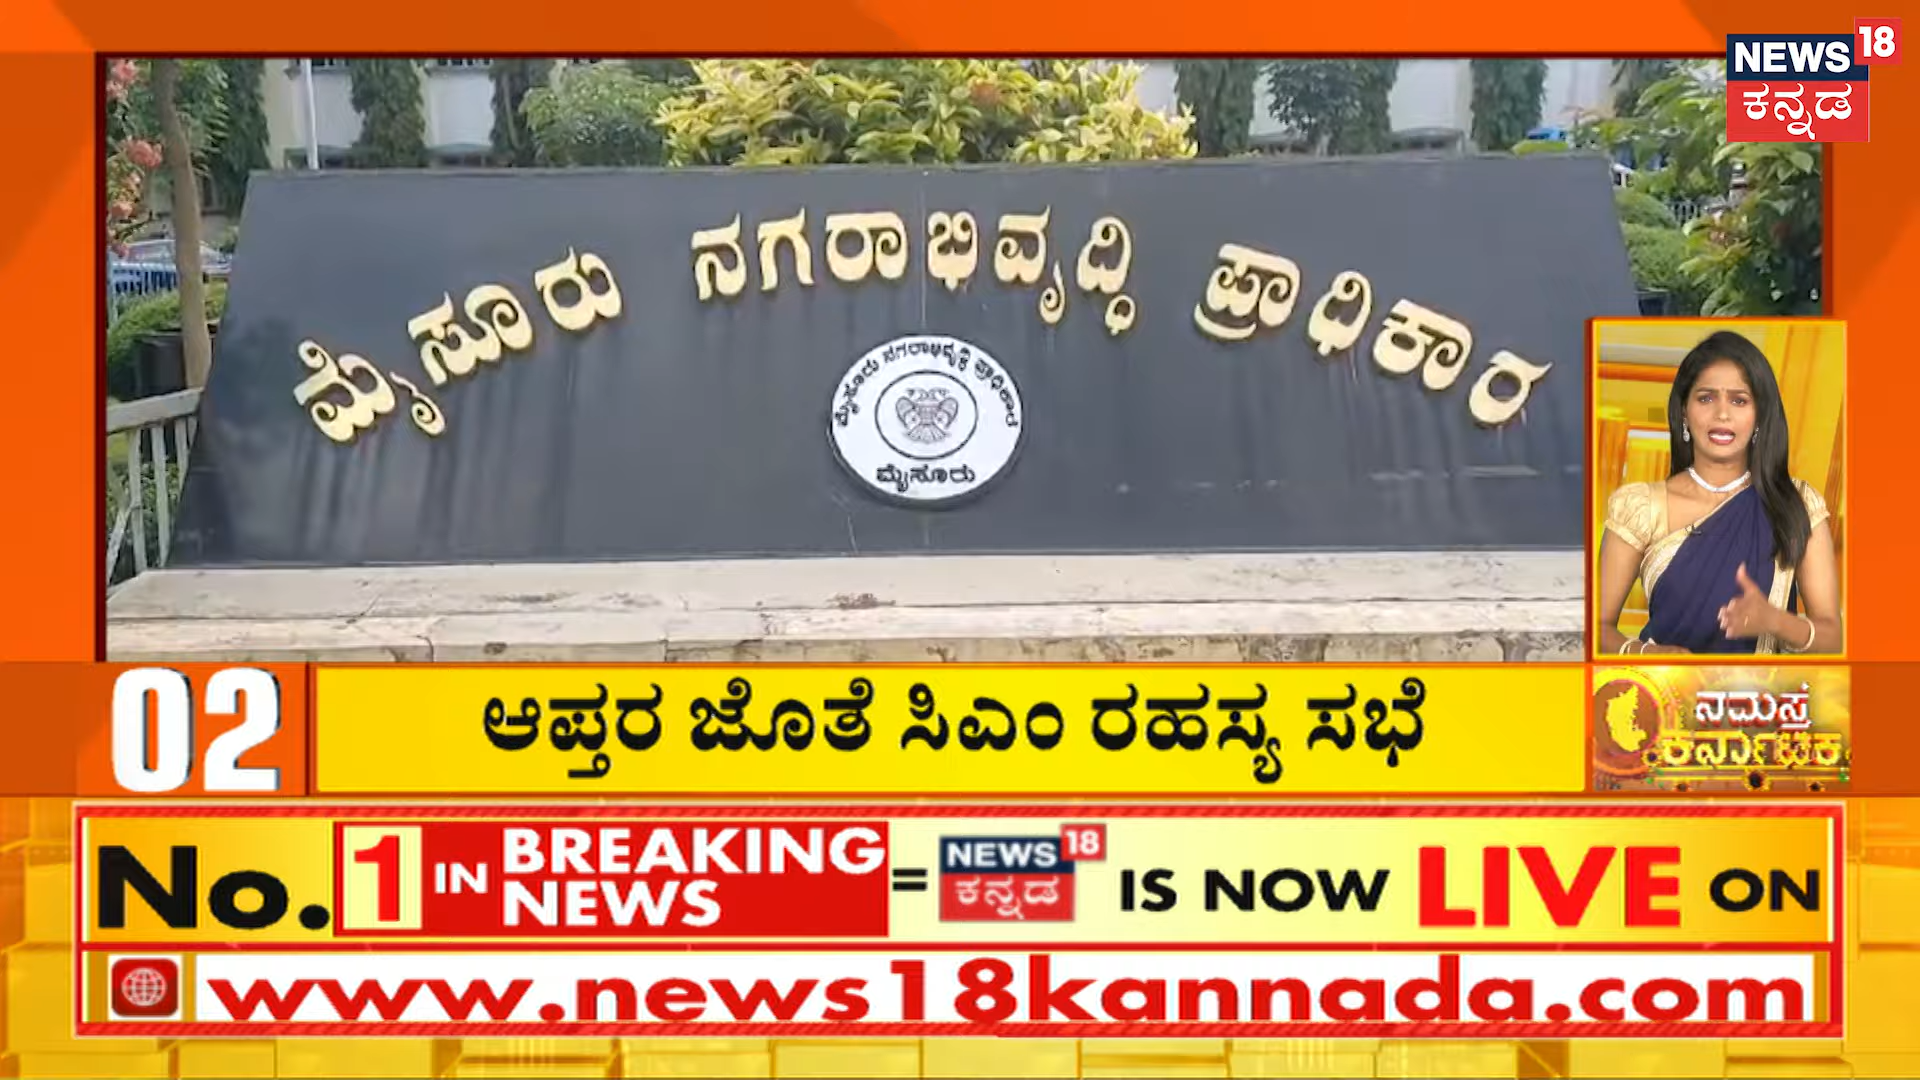 NEWS 18
ಕನ್ನಡ
ಮೈಸೂರು ನಗರಾಭಿವೃದ್ಧಿ ಪ್ರಾಧಿಕಾರ
ಮೈಸೂರು ನಗರಾಭಿವೃದ್ಧಿ ಪ್ರಾಧಿಕಾರ
ಮೈಸೂರು
02
ಆಪ್ತರ ಜೊತೆ ಸಿಎಂ ರಹಸ್ಯ ಸಭೆ
ನಮಸ್ತೆ
ಕರ್ನಾಟಕ
No. 1 IN BREAKING NEWS = NEWS 18 ಕನ್ನಡ IS NOW LIVE ON
www.news18kannada.com